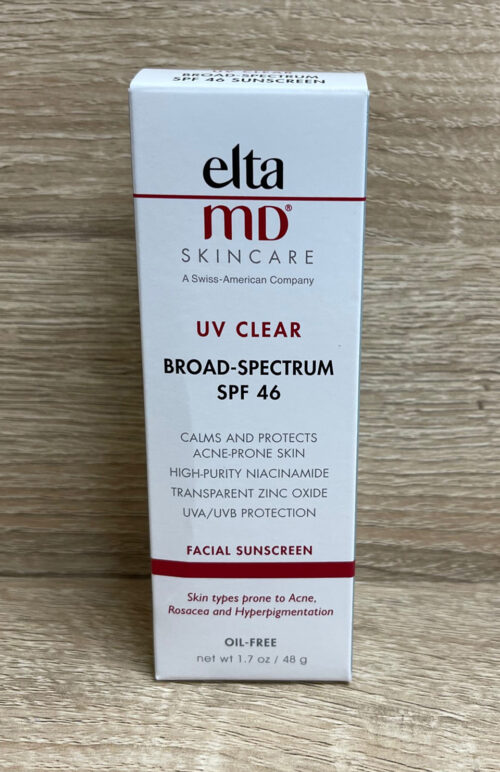 UV CLEAR
BROAD-SPECTRUM
SPF 46 SUNSCREEN
elta
MD®
SKINCARE
A Swiss-American Company
UV CLEAR
BROAD-SPECTRUM
SPF 46
CALMS AND PROTECTS
ACNE-PRONE SKIN
HIGH-PURITY NIACINAMIDE
TRANSPARENT ZINC OXIDE
UVA/UVB PROTECTION
FACIAL SUNSCREEN
Skin types prone to Acne,
Rosacea and Hyperpigmentation
OIL-FREE
net wt 1.7 oz / 48 g